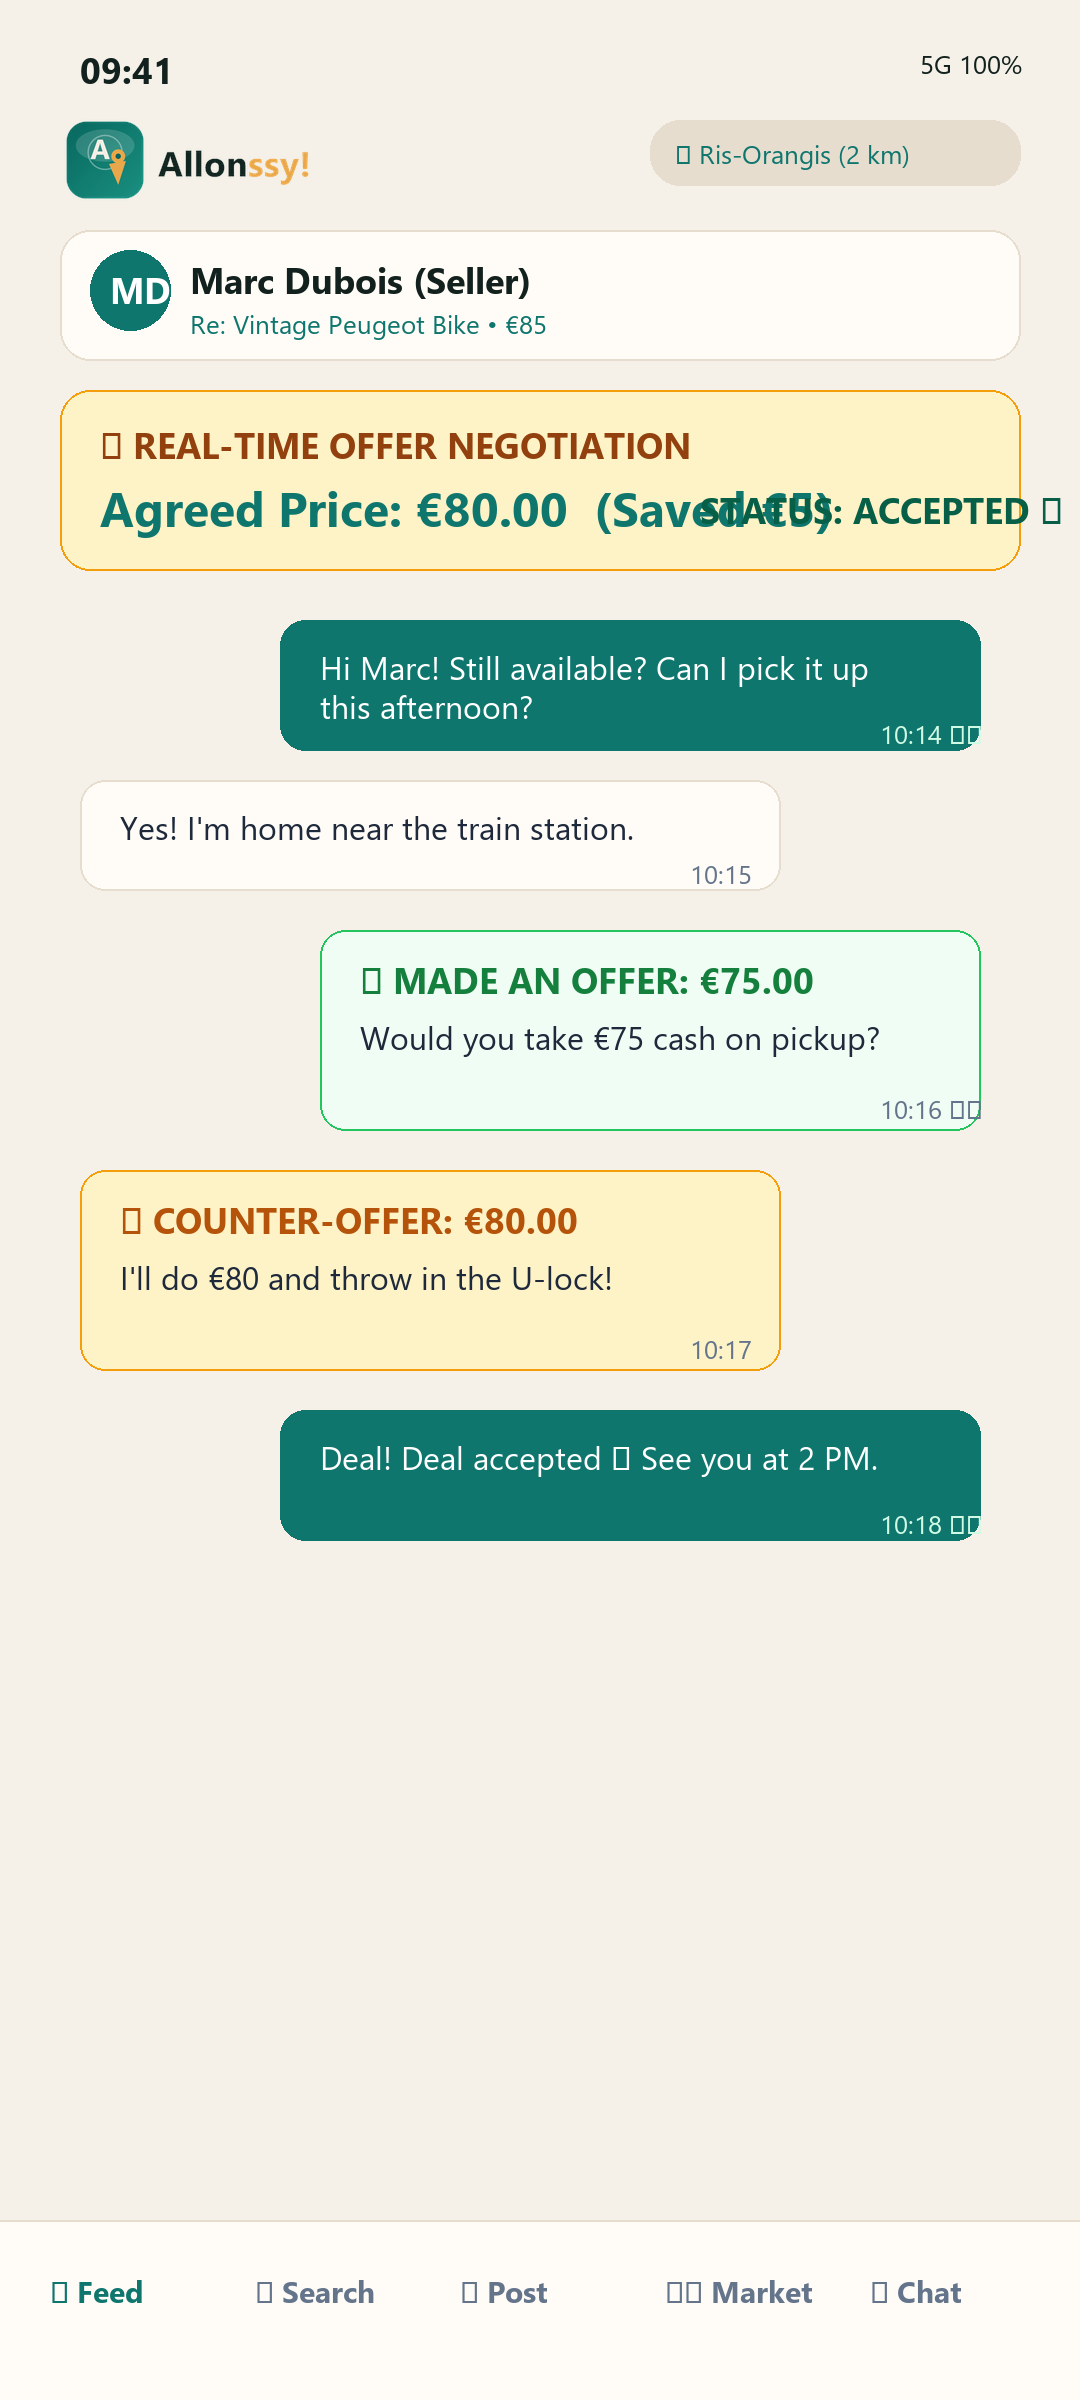 09:41
5G 100%
A
Allonssy!
Ris-Orangis (2 km)
MD
Marc Dubois (Seller)
Re: Vintage Peugeot Bike • €85
REAL-TIME OFFER NEGOTIATION
Agreed Price: €80.00 (Saved €5)
STATUS: ACCEPTED
Hi Marc! Still available? Can I pick it up
this afternoon?
10:14
Yes! I'm home near the train station.
10:15
MADE AN OFFER: €75.00
Would you take €75 cash on pickup?
10:16
COUNTER-OFFER: €80.00
I'll do €80 and throw in the U-lock!
10:17
Deal! Deal accepted See you at 2 PM.
10:18
Feed
Search
Post
Market
Chat